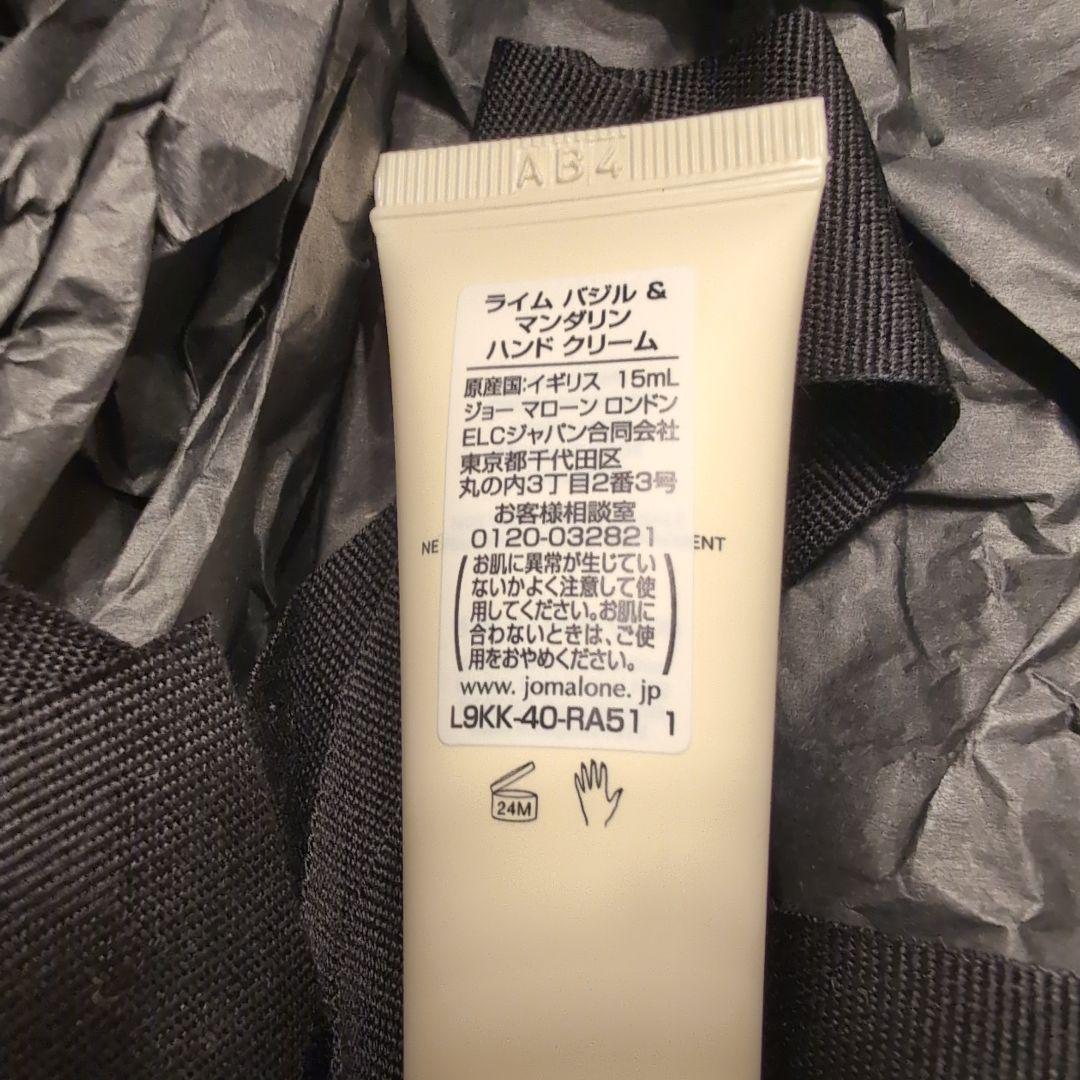 AB4
ライム バジル &
マンダリン
ハンド クリーム
原産国:イギリス 15mL
ジョー マローン ロンドン
ELCジャパン合同会社
東京都千代田区
丸の内3丁目2番3号
お客様相談室
0120-032821
NE
ENT
(お肌に異常が生じてい
ないかよく注意して使
用してください。お肌に
合わないときは、ご使
用をおやめください。)
www. jomalone. jp
L9KK-40-RA51 1
24M